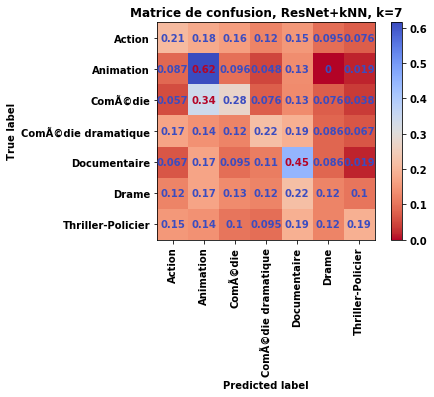 Matrice de confusion, ResNet+kNN, k=7
True label
Action 0.21 0.18 0.16 0.12 0.15 0.095 0.076
Animation 0.087 0.62 0.096 0.048 0.13 0
ComÃ©die 0.057 0.34 0.28 0.076 0.13 0.076 0.038
ComÃ©die dramatique 0.17 0.14 0.12 0.22 0.19 0.086 0.067
Documentaire 0.067 0.17 0.095 0.11 0.45 0.086
Drame 0.12 0.17 0.13 0.12 0.22 0.12 0.1
Thriller-Policier 0.15 0.14 0.1 0.095 0.19 0.12 0.19
Action Animation ComÃ©die ComÃ©die dramatique Documentaire Drame Thriller-Policier
Predicted label
0.6
0.5
0.4
0.3
0.2
0.1
0.0